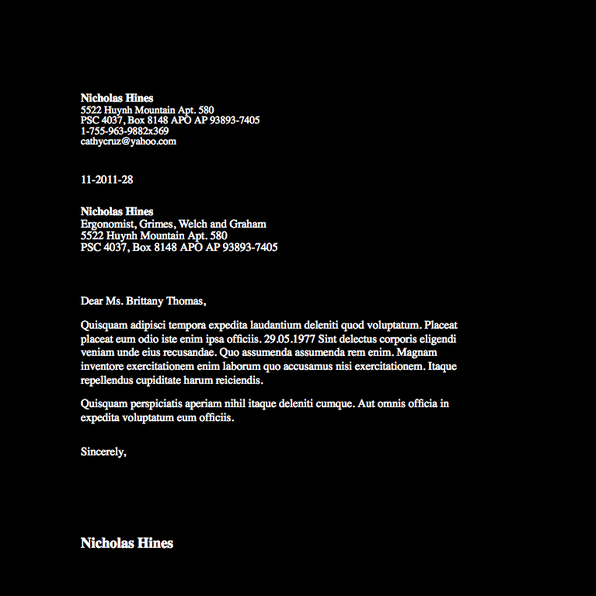 Nicholas Hines
5522 Huynh Mountain Apt. 580
PSC 4037, Box 8148 APO AP 93893-7405
1-755-963-9882x369
cathycruz@yahoo.com
11-2011-28
Nicholas Hines
Ergonomist, Grimes, Welch and Graham
5522 Huynh Mountain Apt. 580
PSC 4037, Box 8148 APO AP 93893-7405
Dear Ms. Brittany Thomas,
Quisquam adipisci tempora expedita laudantium deleniti quod voluptatum. Placeat
placeat eum odio iste enim ipsa officiis. 29.05.1977 Sint delectus corporis eligendi
veniam unde eius recusandae. Quo assumenda assumenda rem enim. Magnam
inventore exercitationem enim laborum quo accusamus nisi exercitationem. Itaque
repellendus cupiditate harum reiciendis.
Quisquam perspiciatis aperiam nihil itaque deleniti cumque. Aut omnis officia in
expedita voluptatum eum officiis.
Sincerely,
Nicholas Hines